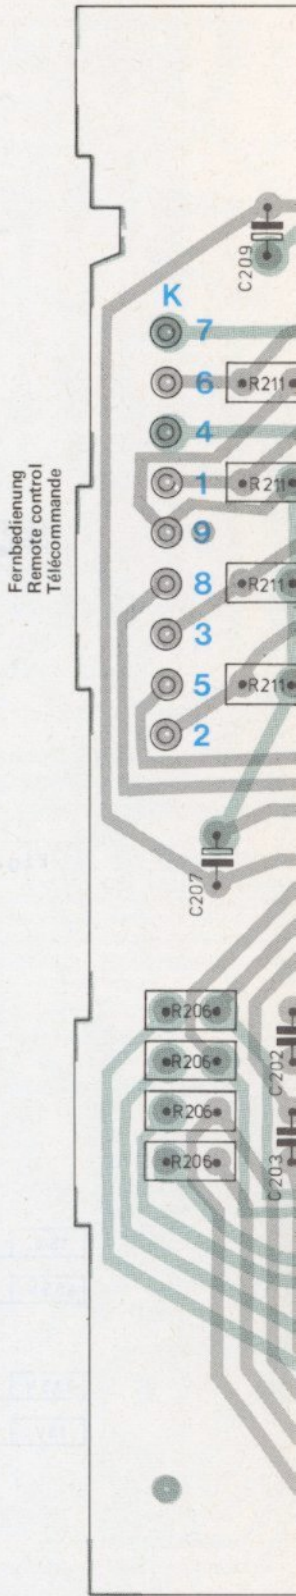 C209
K
7
6
R211
4
1
R211
9
8
R211
3
5
R211
2
Fernbedienung
Remote control
Télécommande
C207
R206
R206
C202
R206
R206
C203